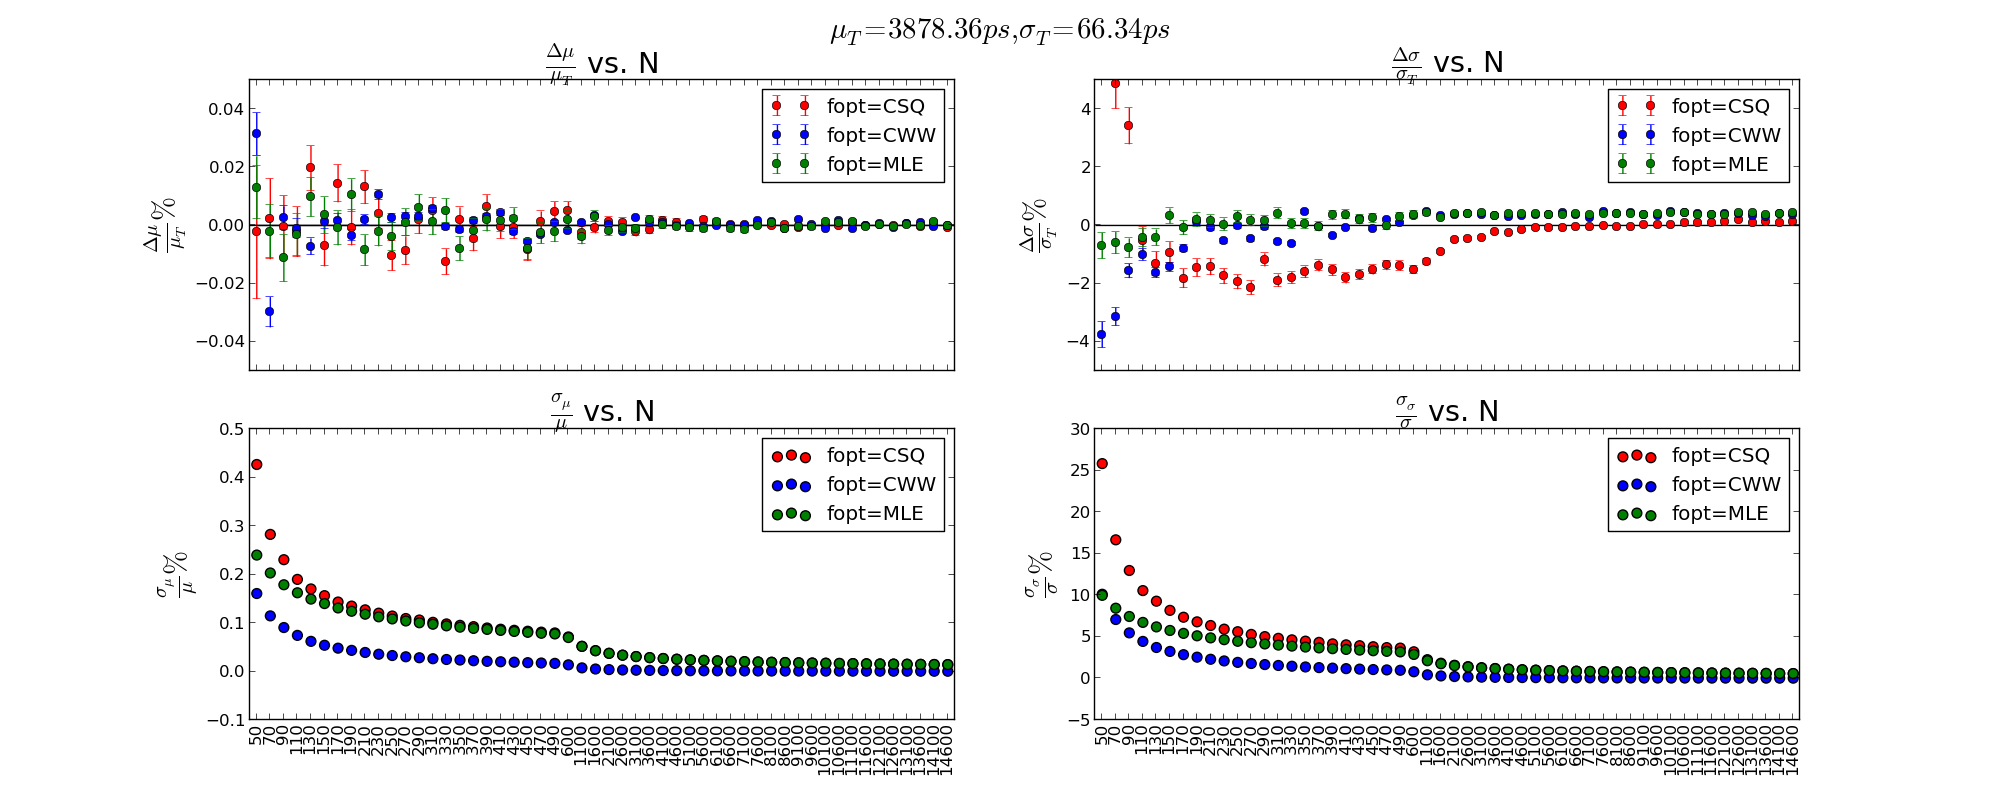 μ_T=3878.36ps,σ_T=66.34ps
Δμ/μ_T vs. N
0.04
0.02
0.00
−0.02
−0.04
Δμ/μ_T %
fopt=CSQ
fopt=CWW
fopt=MLE
Δσ/σ_T vs. N
4
2
0
−2
−4
Δσ/σ_T %
fopt=CSQ
fopt=CWW
fopt=MLE
σ_μ/μ vs. N
0.5
0.4
0.3
0.2
0.1
0.0
−0.1
σ_μ/μ %
fopt=CSQ
fopt=CWW
fopt=MLE
50 70 90 110 130 150 170 190 210 230 250 270 290 310 330 350 370 390 410 430 450 470 490 600 1100 1600 2100 2600 3100 3600 4100 4600 5100 5600 6100 6600 7100 7600 8100 8600 9100 9600 10100 10600 11100 11600 12100 12600 13100 13600 14100 14600
σ_σ/σ vs. N
30
25
20
15
10
5
0
−5
σ_σ/σ %
fopt=CSQ
fopt=CWW
fopt=MLE
50 70 90 110 130 150 170 190 210 230 250 270 290 310 330 350 370 390 410 430 450 470 490 600 1100 1600 2100 2600 3100 3600 4100 4600 5100 5600 6100 6600 7100 7600 8100 8600 9100 9600 10100 10600 11100 11600 12100 12600 13100 13600 14100 14600